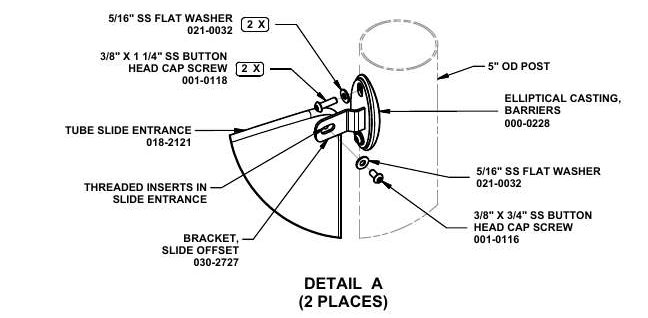 5/16" SS FLAT WASHER
021-0032
2 X
3/8" X 1 1/4" SS BUTTON
HEAD CAP SCREW
001-0118
2 X
5" OD POST
ELLIPTICAL CASTING,
BARRIERS
000-0228
TUBE SLIDE ENTRANCE
018-2121
5/16" SS FLAT WASHER
021-0032
THREADED INSERTS IN
SLIDE ENTRANCE
3/8" X 3/4" SS BUTTON
HEAD CAP SCREW
001-0116
BRACKET,
SLIDE OFFSET
030-2727
DETAIL A
(2 PLACES)